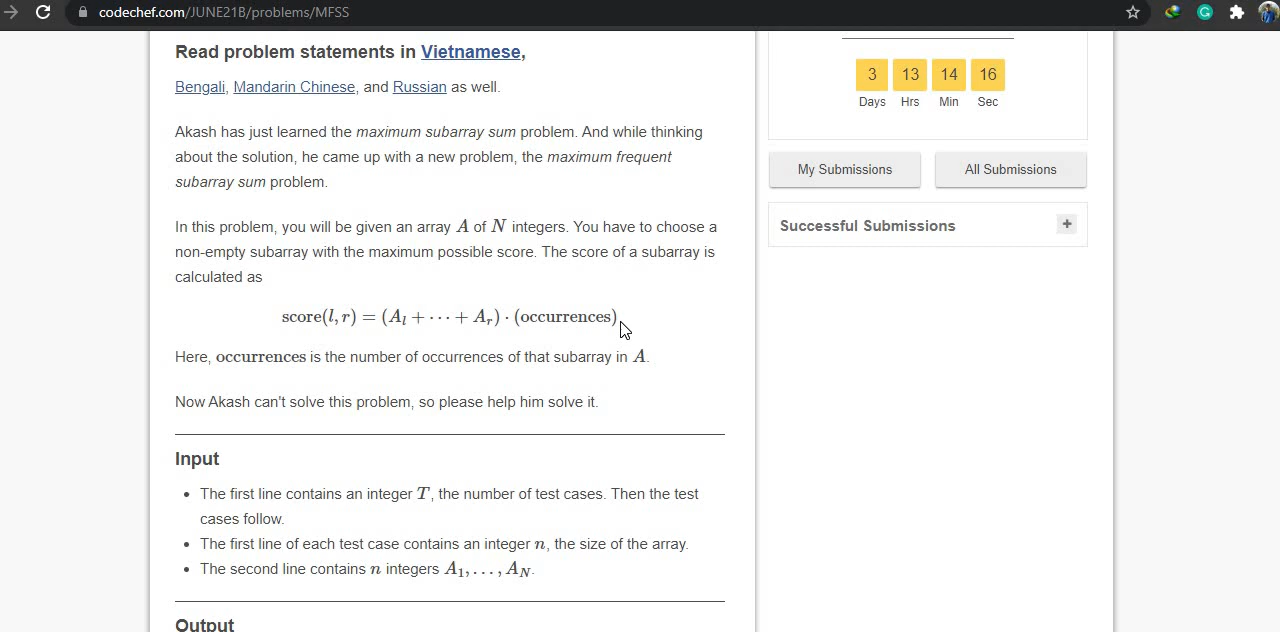 codechef.com/JUNE21B/problems/MFSS
Read problem statements in Vietnamese,
Bengali, Mandarin Chinese, and Russian as well.
Akash has just learned the maximum subarray sum problem. And while thinking
about the solution, he came up with a new problem, the maximum frequent
subarray sum problem.
In this problem, you will be given an array A of N integers. You have to choose a
non-empty subarray with the maximum possible score. The score of a subarray is
calculated as
score(l, r) = (A_l + ⋯ + A_r) · (occurrences)
Here, occurrences is the number of occurrences of that subarray in A.
Now Akash can't solve this problem, so please help him solve it.
Input
• The first line contains an integer T, the number of test cases. Then the test
cases follow.
• The first line of each test case contains an integer n, the size of the array.
• The second line contains n integers A_1, …, A_N.
Output
3 13 14 16
Days Hrs Min Sec
My Submissions All Submissions
Successful Submissions +